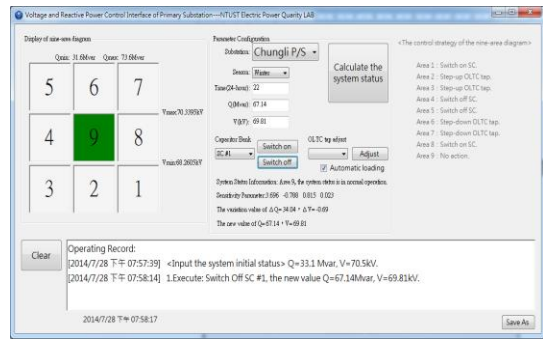 Voltage and Reactive Power Control Interface of Primary Substation---NTUST Electric Power Quarity LAB
Display of nine-area diagram
Qmin: 31.6Mvar Qmax: 73.6Mvar
5 6 7
Vmax:70.3395kV
4 9 8
Vmin:68.2605kV
3 2 1
Parameter Configuration
Substation: Chungli P/S
Season: Winter
Time(24-hour): 22
Q(Mvar): 67.14
V(kV): 69.81
Calculate the system status
Capacitor Bank
SC #1
Switch on
Switch off
OLTC tap adjust
Adjust
Automatic loading
System Status Information: Area 9, the system status is in normal operation.
Sensitivity Parameter:3.696 -0.788 0.815 0.023
The variation value of ΔQ= 34.04 , ΔV=-0.69
The new value of Q=67.14 , V=69.81
<The control strategy of the nine-area diagram>
Area 1 : Switch on SC.
Area 2 : Step-up OLTC tap.
Area 3 : Step-up OLTC tap.
Area 4 : Switch off SC.
Area 5 : Switch off SC.
Area 6 : Step-down OLTC tap.
Area 7 : Step-down OLTC tap.
Area 8 : Switch on SC.
Area 9 : No action.
Clear
Operating Record:
[2014/7/28 下午 07:57:39] <Input the system initial status> Q=33.1 Mvar, V=70.5kV.
[2014/7/28 下午 07:58:14] 1.Execute: Switch Off SC #1, the new value Q=67.14Mvar, V=69.81kV.
2014/7/28 下午 07:58:17
Save As